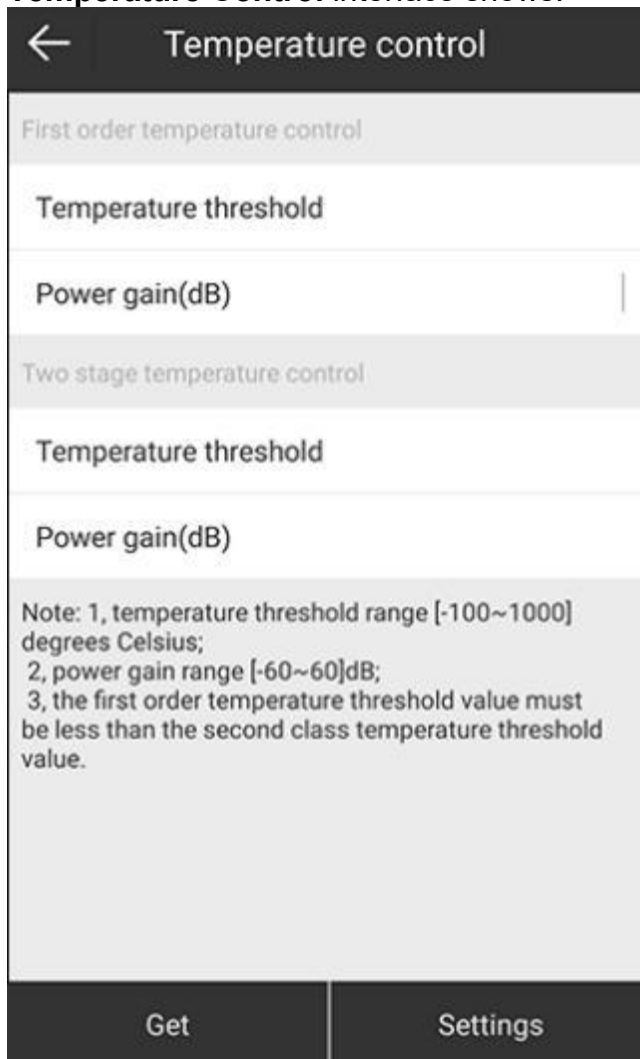 Temperature Control interface shows:
Temperature control
First order temperature control
Temperature threshold
Power gain(dB)
Two stage temperature control
Temperature threshold
Power gain(dB)
Note: 1, temperature threshold range [-100~1000]
degrees Celsius;
2, power gain range [-60~60]dB;
3, the first order temperature threshold value must
be less than the second class temperature threshold
value.
Get
Settings